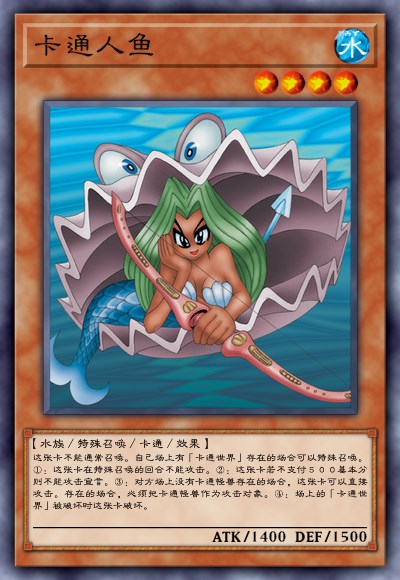 卡通人鱼
水
【水族／特殊召唤／卡通／效果】
这张卡不能通常召唤。自己场上有「卡通世界」存在的场合可以特殊召唤。
①：这张卡在特殊召唤的回合不能攻击。②：这张卡若不支付５００基本分
则不能攻击宣言。③：对方场上没有卡通怪兽存在的场合，这张卡可以直接
攻击。存在的场合，必须把卡通怪兽作为攻击对象。④：场上的「卡通世
界」被破坏时这张卡破坏。
ATK/1400 DEF/1500